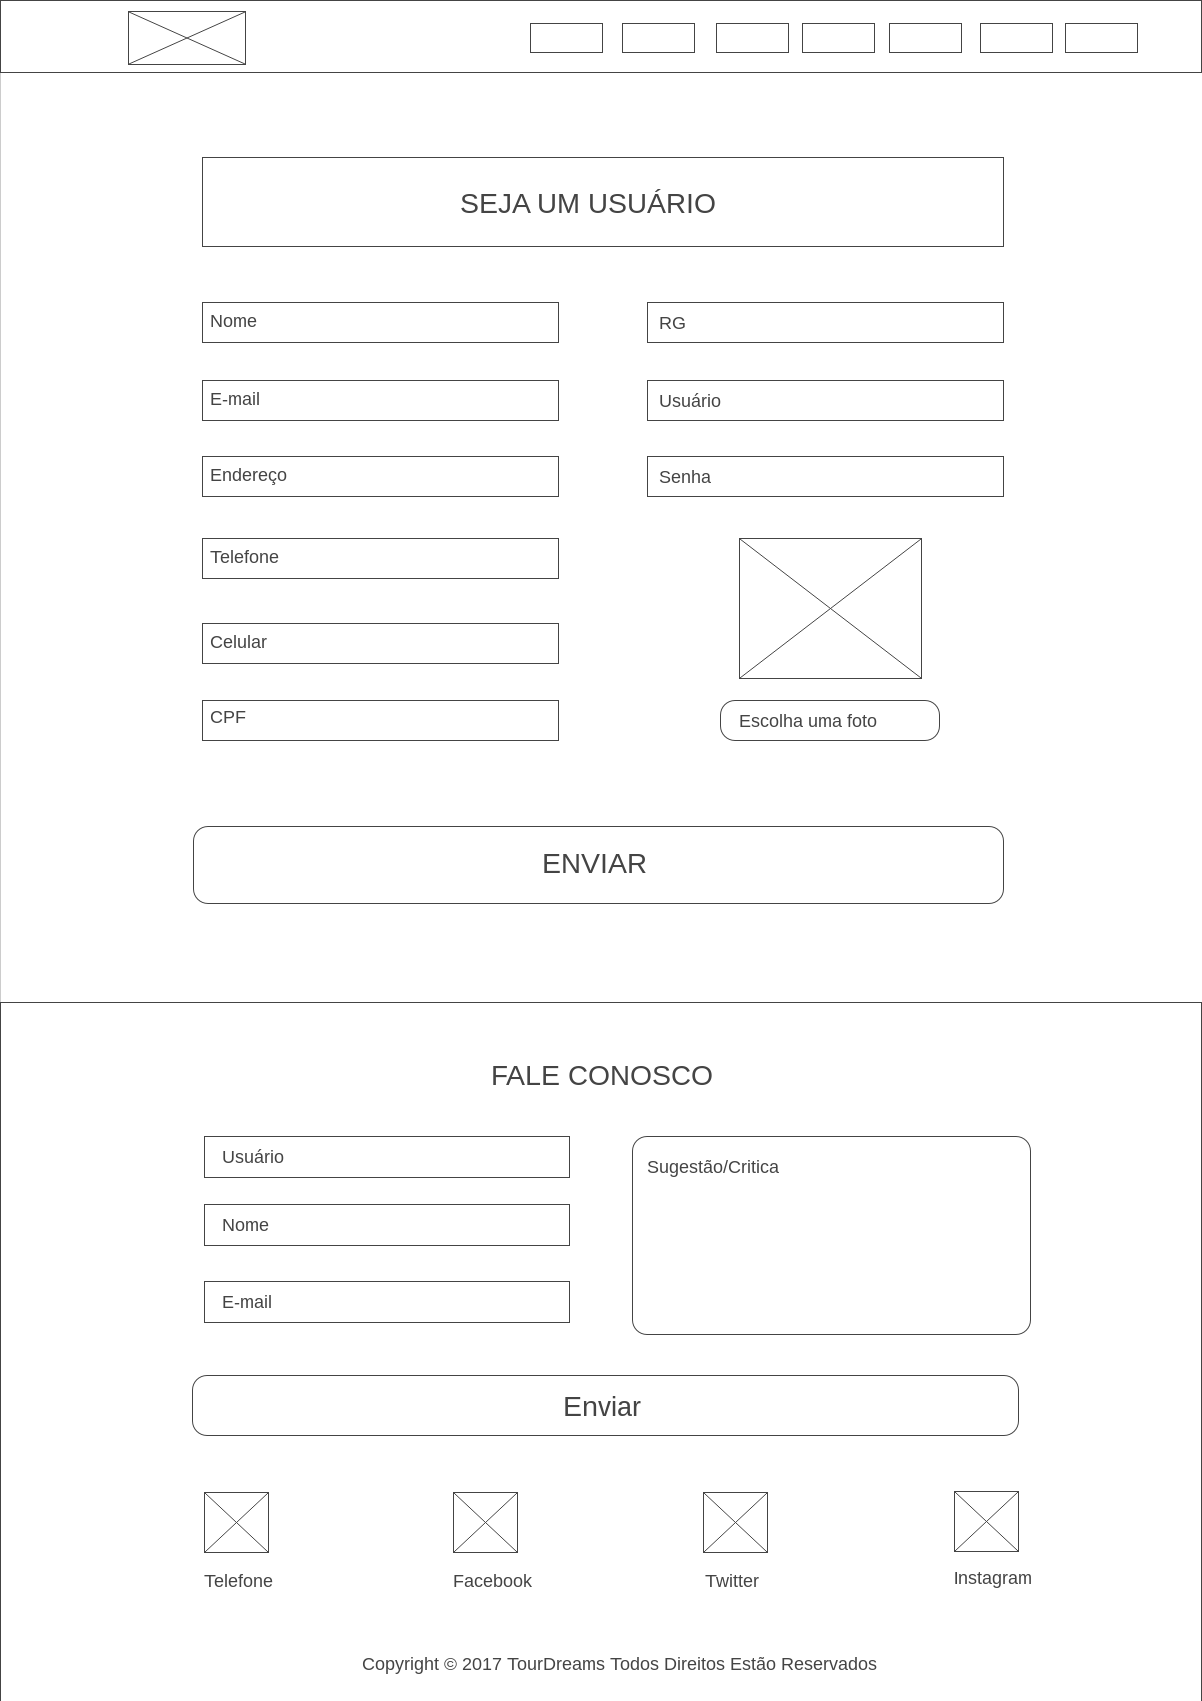 SEJA UM USUÁRIO
Nome
RG
E-mail
Usuário
Endereço
Senha
Telefone
Celular
CPF
Escolha uma foto
ENVIAR
FALE CONOSCO
Usuário
Sugestão/Critica
Nome
E-mail
Enviar
Telefone
Facebook
Twitter
Instagram
Copyright © 2017 TourDreams Todos Direitos Estão Reservados